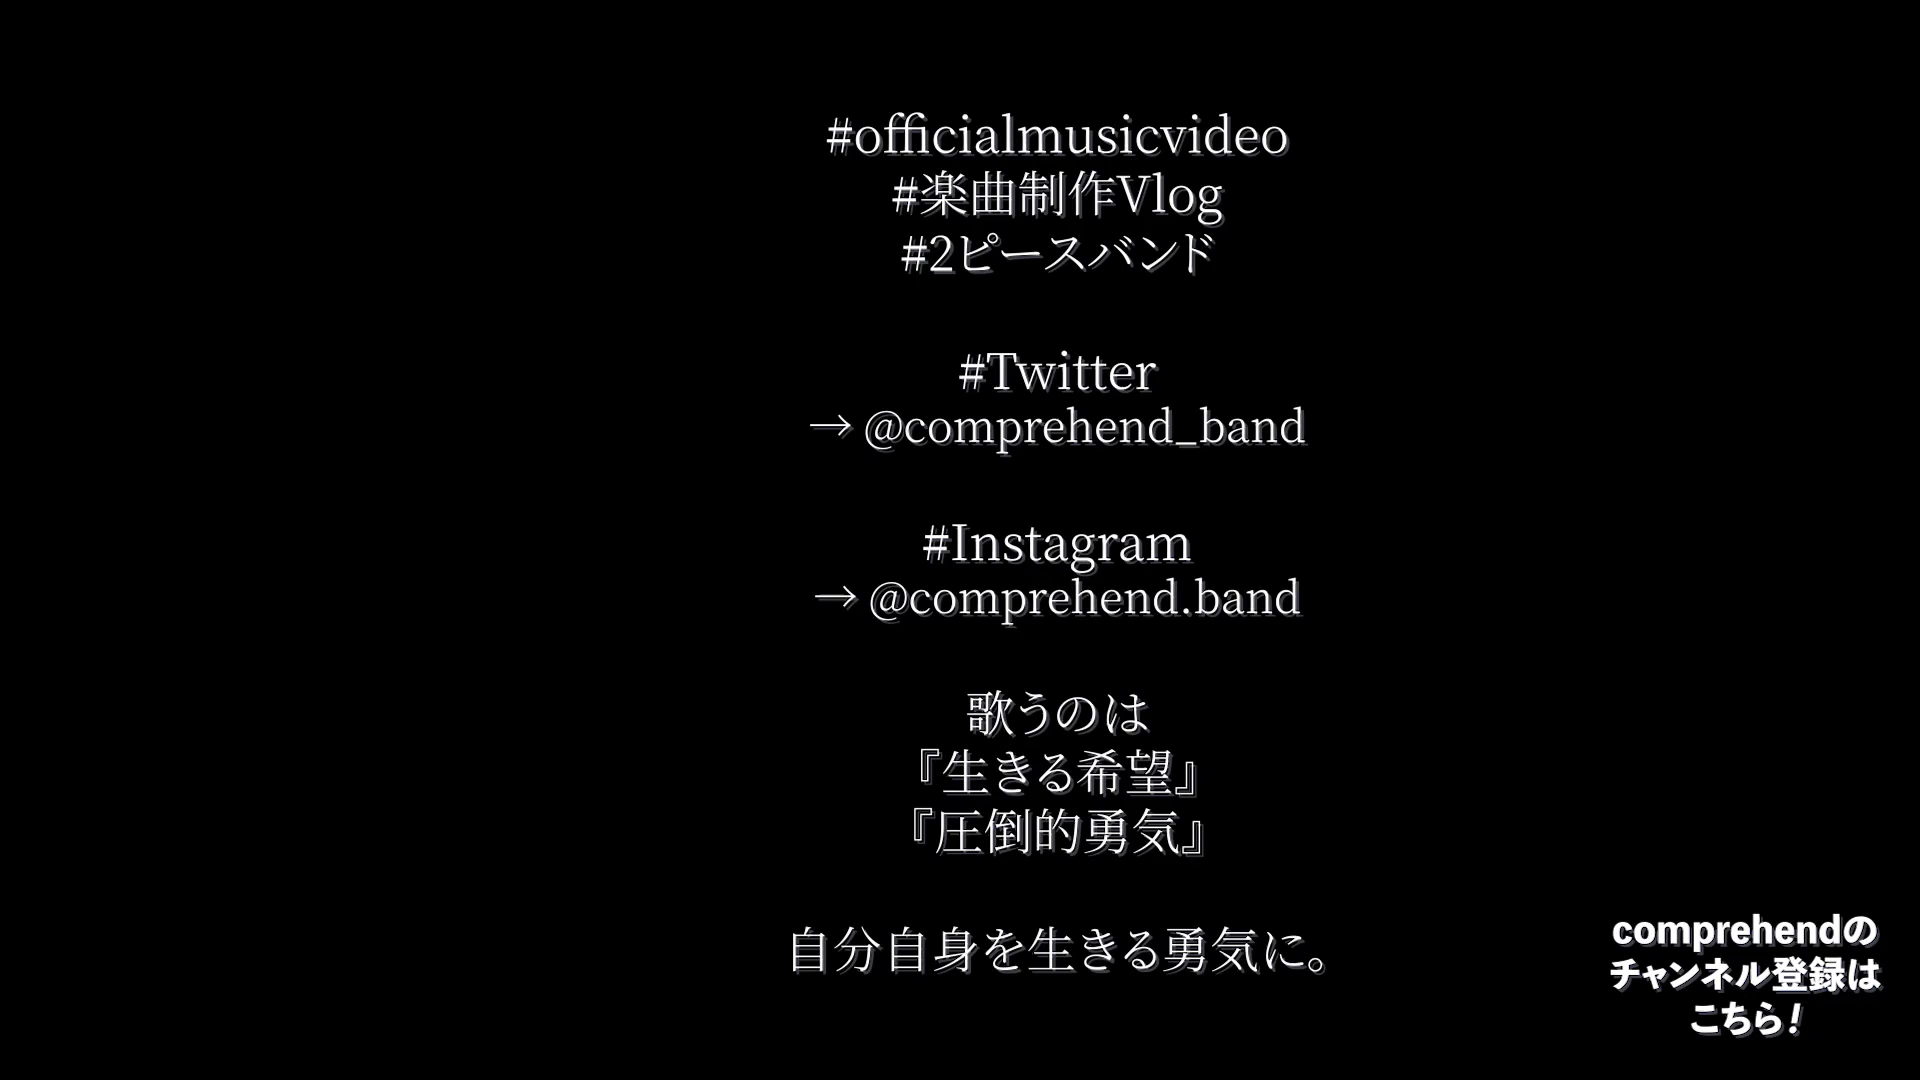 #officialmusicvideo
#楽曲制作Vlog
#2ピースバンド
#Twitter
→ @comprehend_band
#Instagram
→ @comprehend.band
歌うのは
『生きる希望』
『圧倒的勇気』
自分自身を生きる勇気に。
comprehendの
チャンネル登録は
こちら!